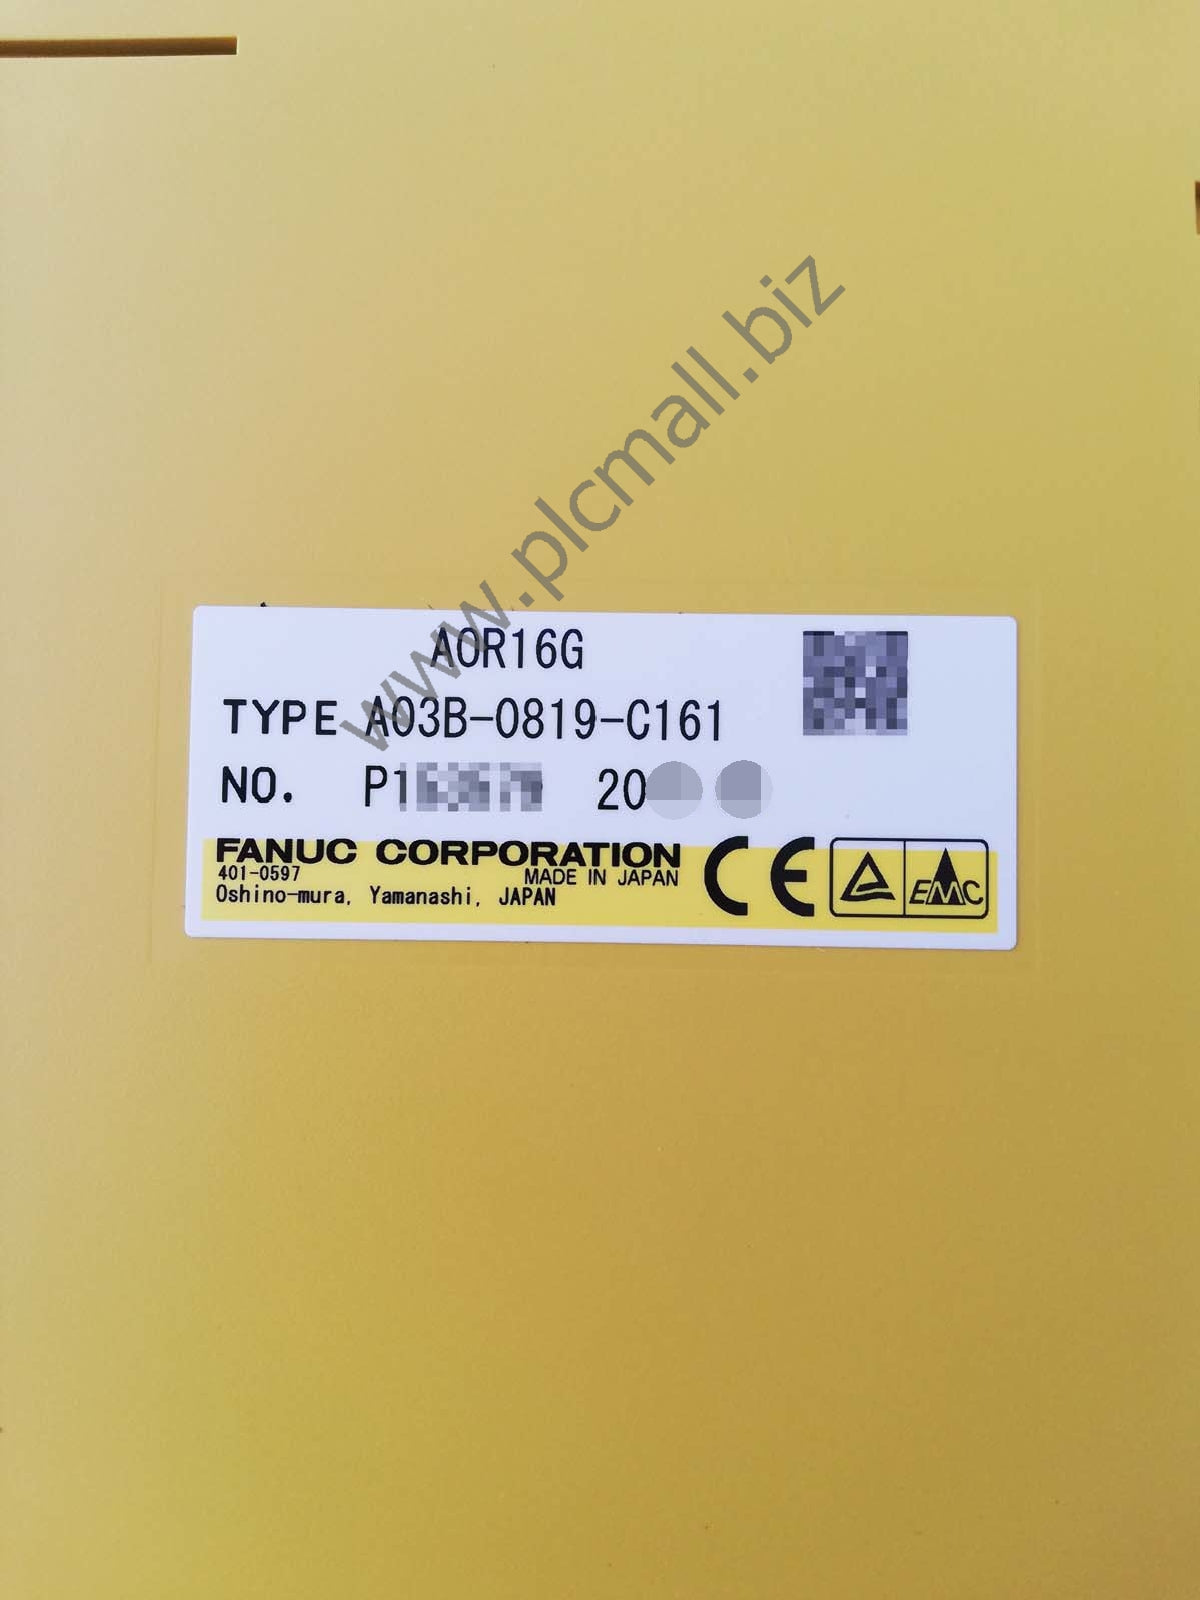 www.plcmall.biz
AOR16G
TYPE A03B-0819-C161
NO. P1 20
FANUC CORPORATION
401-0597 MADE IN JAPAN
Oshino-mura, Yamanashi, JAPAN
CE
EMC